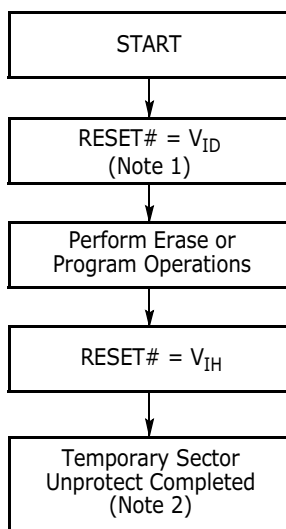 START
RESET# = VID
(Note 1)
Perform Erase or
Program Operations
RESET# = VIH
Temporary Sector
Unprotect Completed
(Note 2)